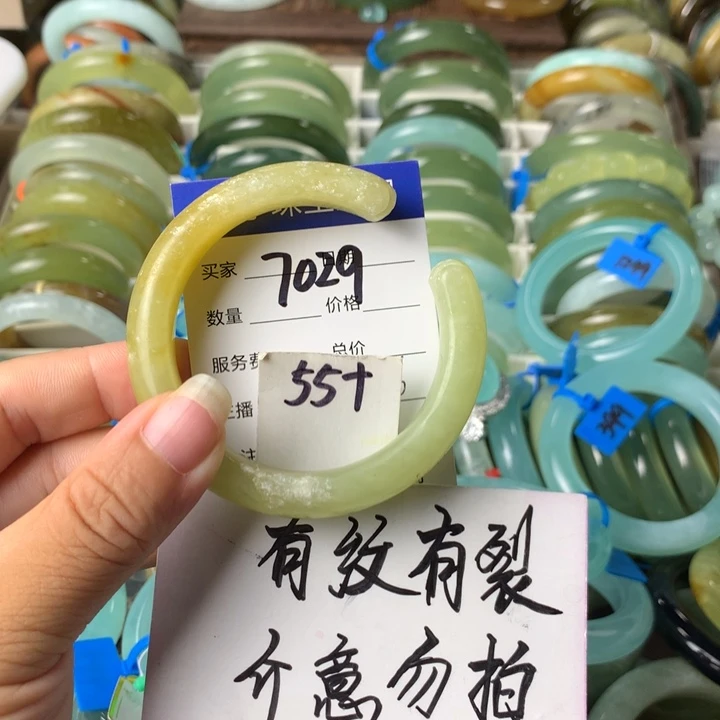 7029
买家
数量 价格
服务费 总价
主播
55+
有纹有裂
介意勿拍
399